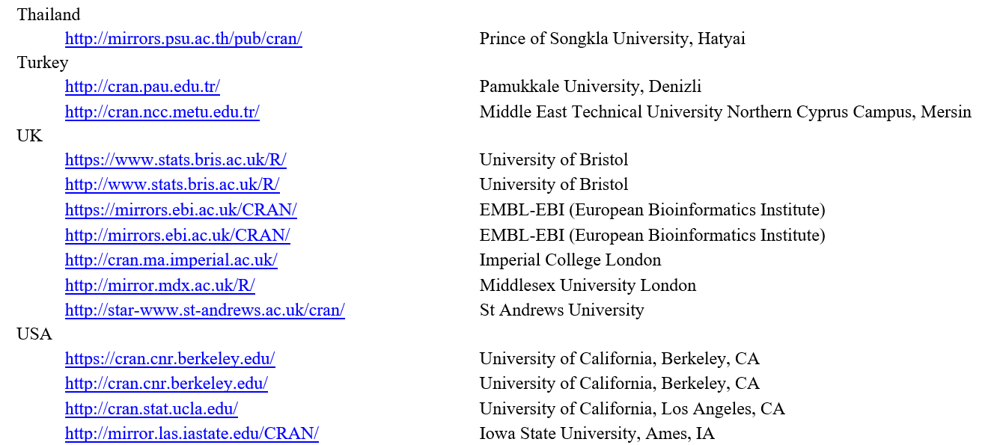 Thailand
http://mirrors.psu.ac.th/pub/cran/ Prince of Songkla University, Hatyai
Turkey
http://cran.pau.edu.tr/ Pamukkale University, Denizli
http://cran.ncc.metu.edu.tr/ Middle East Technical University Northern Cyprus Campus, Mersin
UK
https://www.stats.bris.ac.uk/R/ University of Bristol
http://www.stats.bris.ac.uk/R/ University of Bristol
https://mirrors.ebi.ac.uk/CRAN/ EMBL-EBI (European Bioinformatics Institute)
http://mirrors.ebi.ac.uk/CRAN/ EMBL-EBI (European Bioinformatics Institute)
http://cran.ma.imperial.ac.uk/ Imperial College London
http://mirror.mdx.ac.uk/R/ Middlesex University London
http://star-www.st-andrews.ac.uk/cran/ St Andrews University
USA
https://cran.cnr.berkeley.edu/ University of California, Berkeley, CA
http://cran.cnr.berkeley.edu/ University of California, Berkeley, CA
http://cran.stat.ucla.edu/ University of California, Los Angeles, CA
http://mirror.las.iastate.edu/CRAN/ Iowa State University, Ames, IA